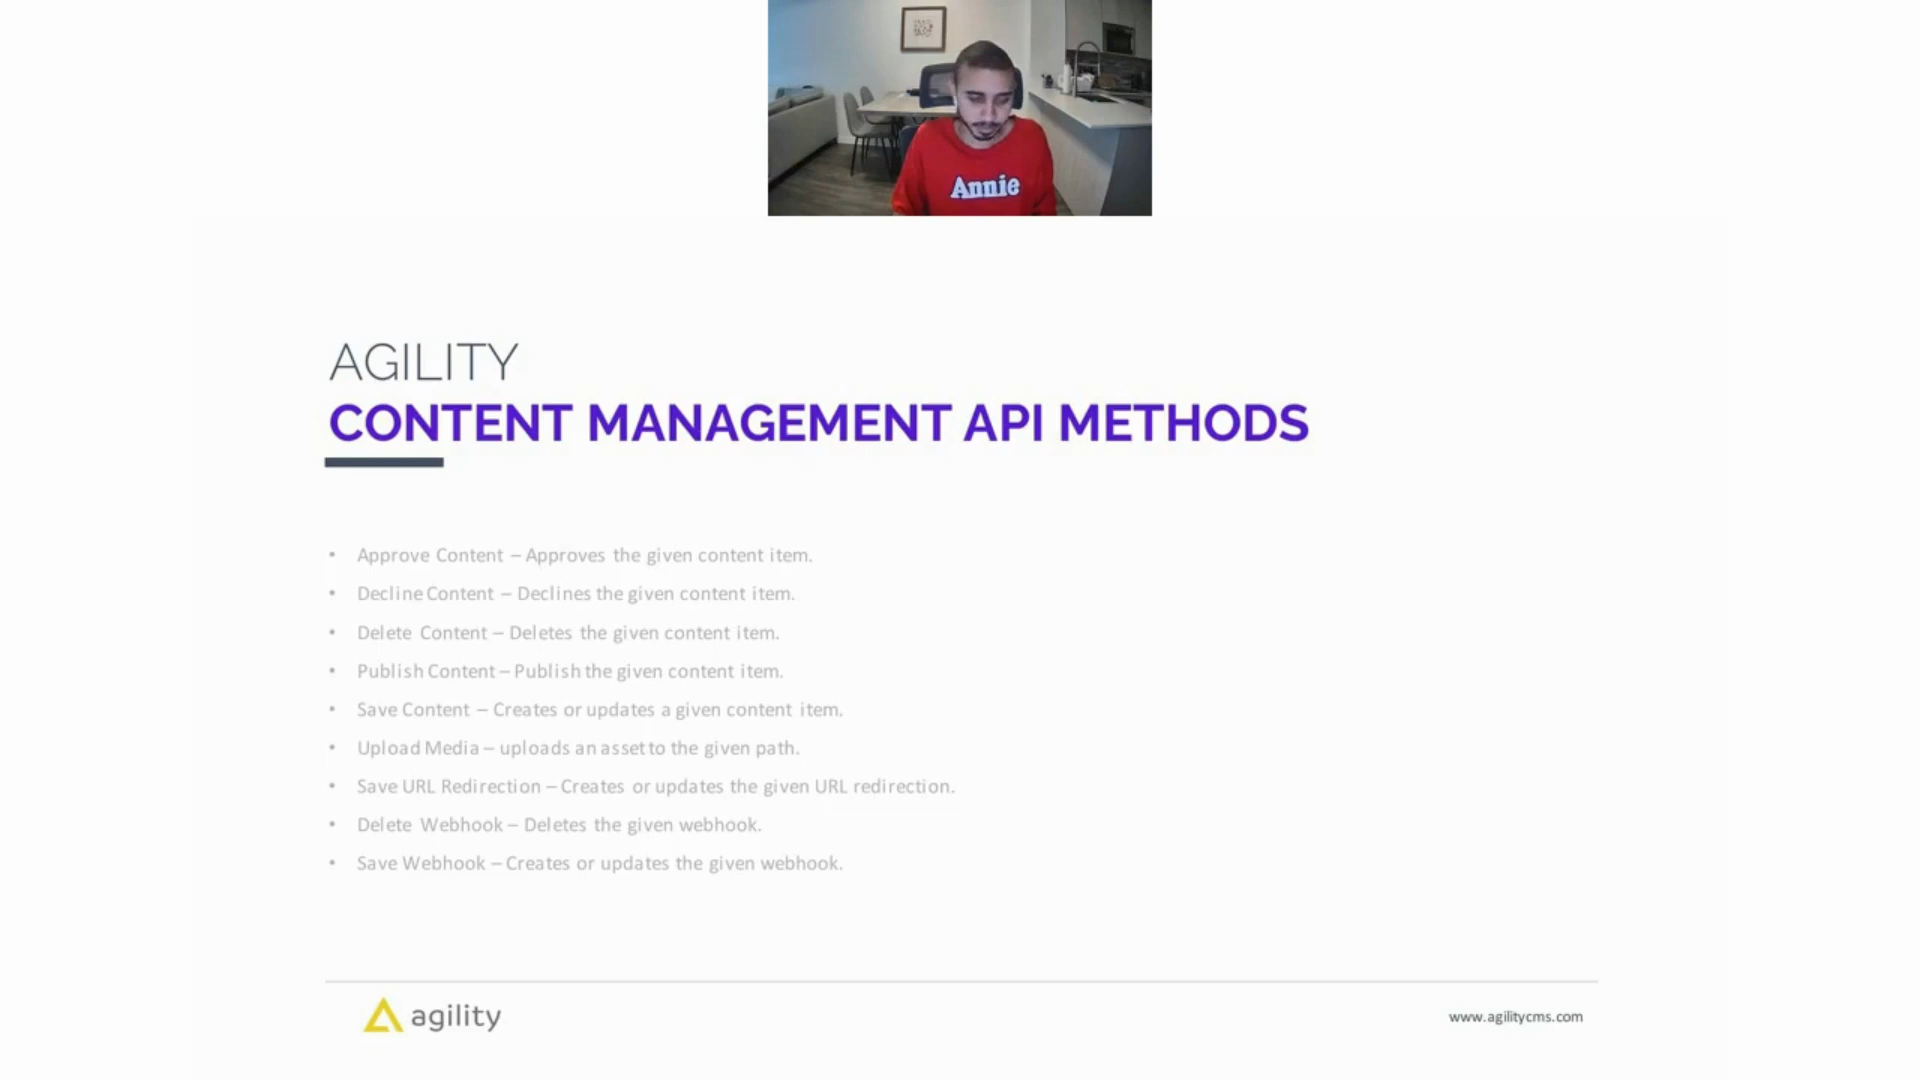 Annie
AGILITY
CONTENT MANAGEMENT API METHODS
• Approve Content – Approves the given content item.
• Decline Content – Declines the given content item.
• Delete Content – Deletes the given content item.
• Publish Content – Publish the given content item.
• Save Content – Creates or updates a given content item.
• Upload Media – uploads an asset to the given path.
• Save URL Redirection – Creates or updates the given URL redirection.
• Delete Webhook – Deletes the given webhook.
• Save Webhook – Creates or updates the given webhook.
agility
www.agilitycms.com